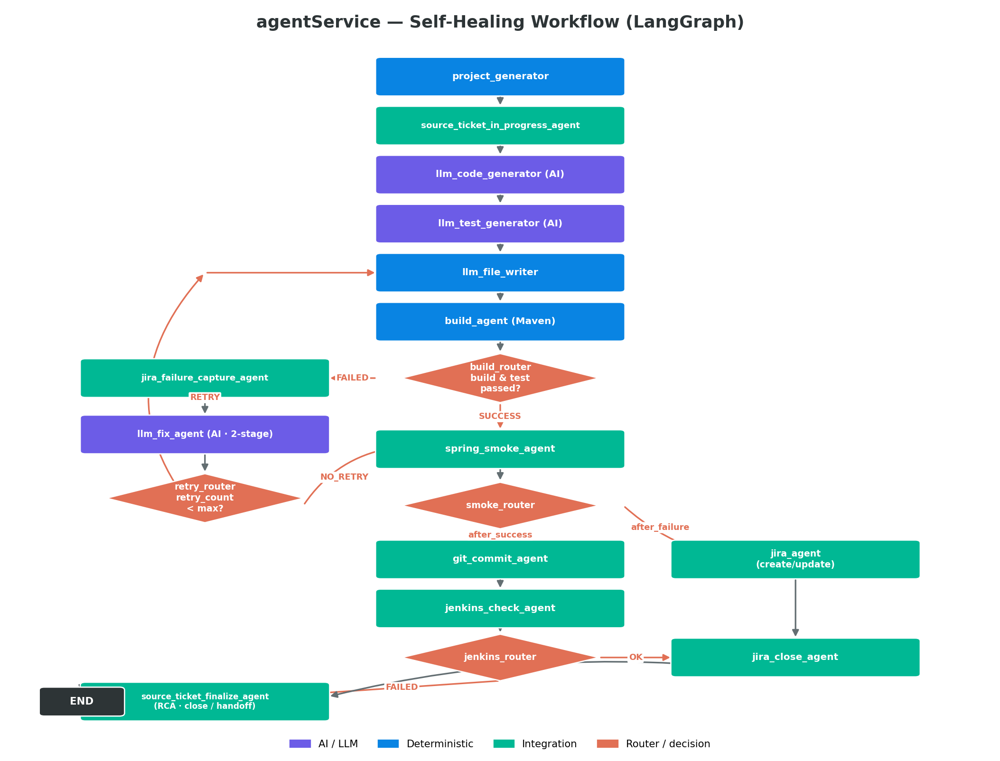 agentService — Self-Healing Workflow (LangGraph)
project_generator
source_ticket_in_progress_agent
llm_code_generator (AI)
llm_test_generator (AI)
llm_file_writer
build_agent (Maven)
build_router
build & test
passed?
FAILED
jira_failure_capture_agent
RETRY
SUCCESS
llm_fix_agent (AI · 2-stage)
spring_smoke_agent
NO_RETRY
retry_router
retry_count
< max?
smoke_router
after_failure
after_success
git_commit_agent
jira_agent
(create/update)
jenkins_check_agent
jenkins_router
OK
jira_close_agent
FAILED
END
source_ticket_finalize_agent
(RCA · close / handoff)
AI / LLM
Deterministic
Integration
Router / decision